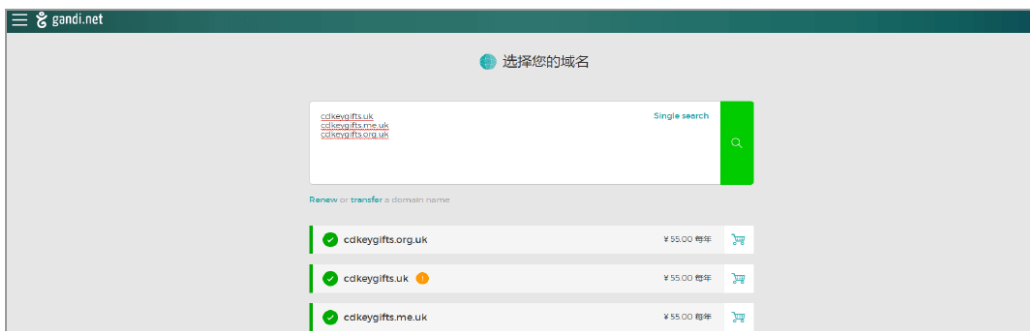 gandi.net
选择您的域名
cdkeygifts.uk
Single search
cdkeygifts.me.uk
cdkeygifts.org.uk
Renew or transfer a domain name
cdkeygifts.org.uk ¥55.00 每年
cdkeygifts.uk ¥55.00 每年
cdkeygifts.me.uk ¥55.00 每年